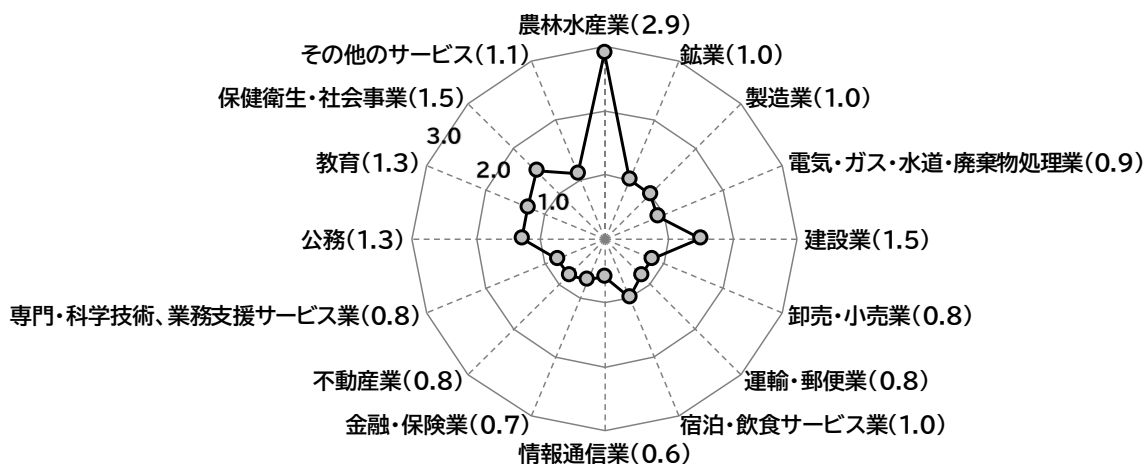 農林水産業(2.9)
その他のサービス(1.1)
鉱業(1.0)
保健衛生・社会事業(1.5)
製造業(1.0)
3.0
教育(1.3)
2.0
電気・ガス・水道・廃棄物処理業(0.9)
1.0
公務(1.3)
建設業(1.5)
専門・科学技術、業務支援サービス業(0.8)
卸売・小売業(0.8)
不動産業(0.8)
運輸・郵便業(0.8)
金融・保険業(0.7)
宿泊・飲食サービス業(1.0)
情報通信業(0.6)